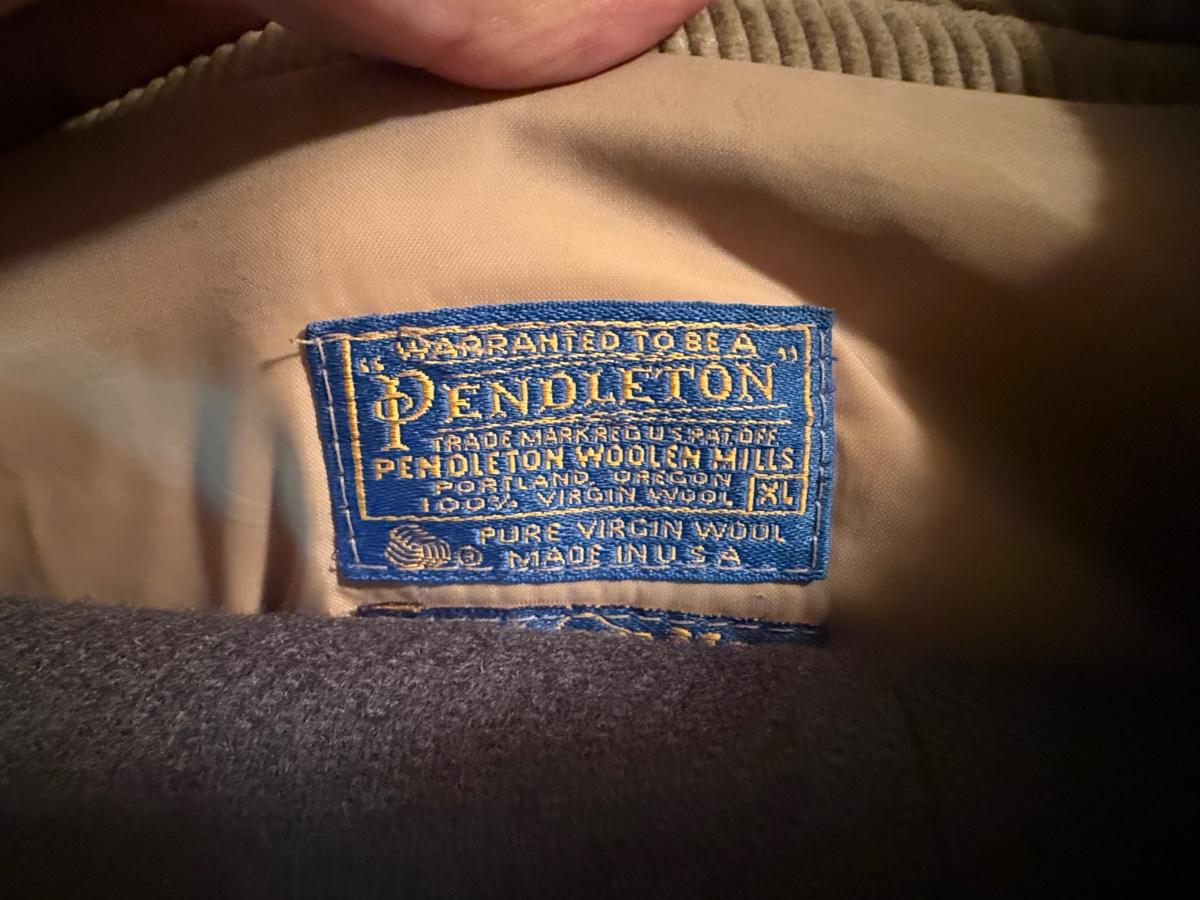 WARRANTED TO BE A
"PENDLETON"
TRADE MARK REG U.S. PAT. OFF.
PENDLETON WOOLEN MILLS
PORTLAND, OREGON
100% VIRGIN WOOL XL
PURE VIRGIN WOOL
® MADE IN U S A